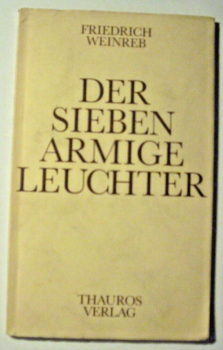 FRIEDRICH
WEINREB
DER
SIEBEN
ARMIGE
LEUCHTER
THAUROS
VERLAG